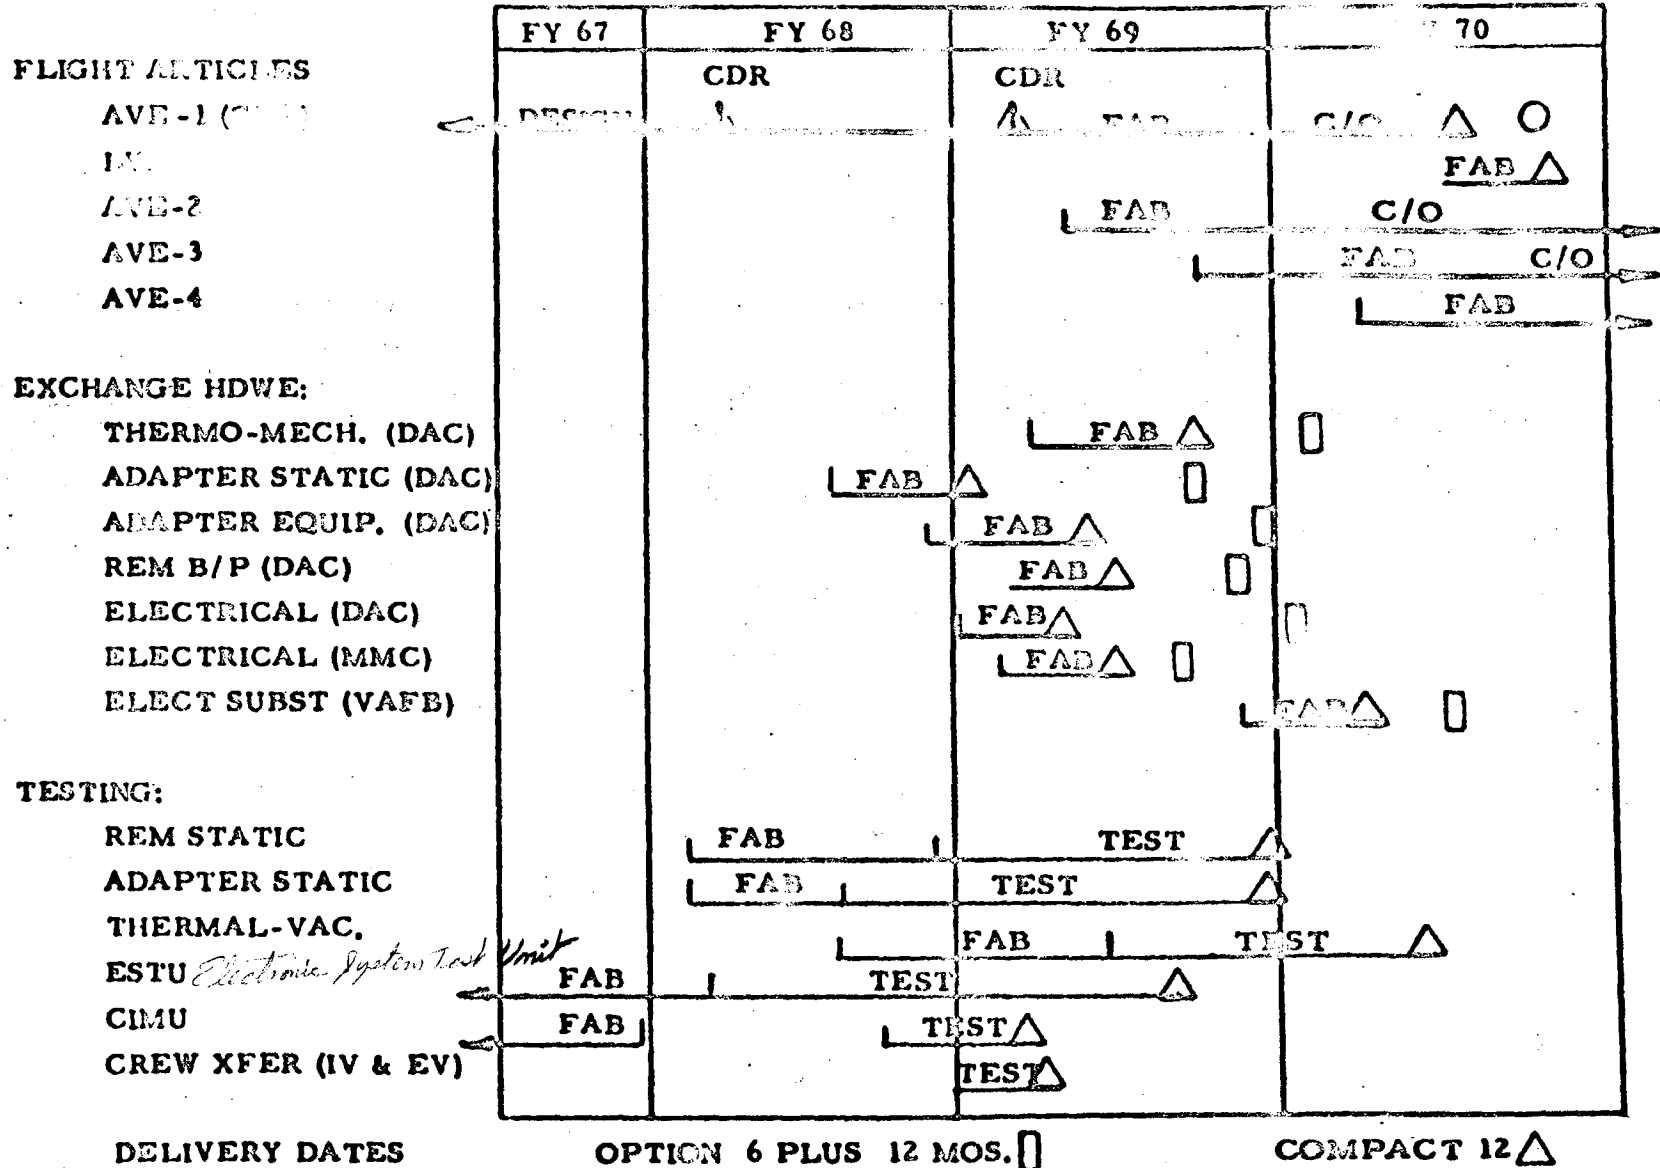 FY 67 FY 68 FY 69 70
FLIGHT ARTICLES CDR CDR
AVE-1 DESIGN FAB C/O
FAB
AVE-2 FAB C/O
AVE-3 FAB C/O
AVE-4 FAB
EXCHANGE HDWE:
THERMO-MECH. (DAC) FAB
ADAPTER STATIC (DAC) FAB
ADAPTER EQUIP. (DAC) FAB
REM B/P (DAC) FAB
ELECTRICAL (DAC) FAB
ELECTRICAL (MMC) FAB
ELECT SUBST (VAFB) FAB
TESTING:
REM STATIC FAB TEST
ADAPTER STATIC FAB TEST
THERMAL-VAC. FAB TEST
ESTU Electronic System Test Unit FAB TEST
CIMU FAB TEST
CREW XFER (IV & EV) TEST
DELIVERY DATES OPTION 6 PLUS 12 MOS. COMPACT 12